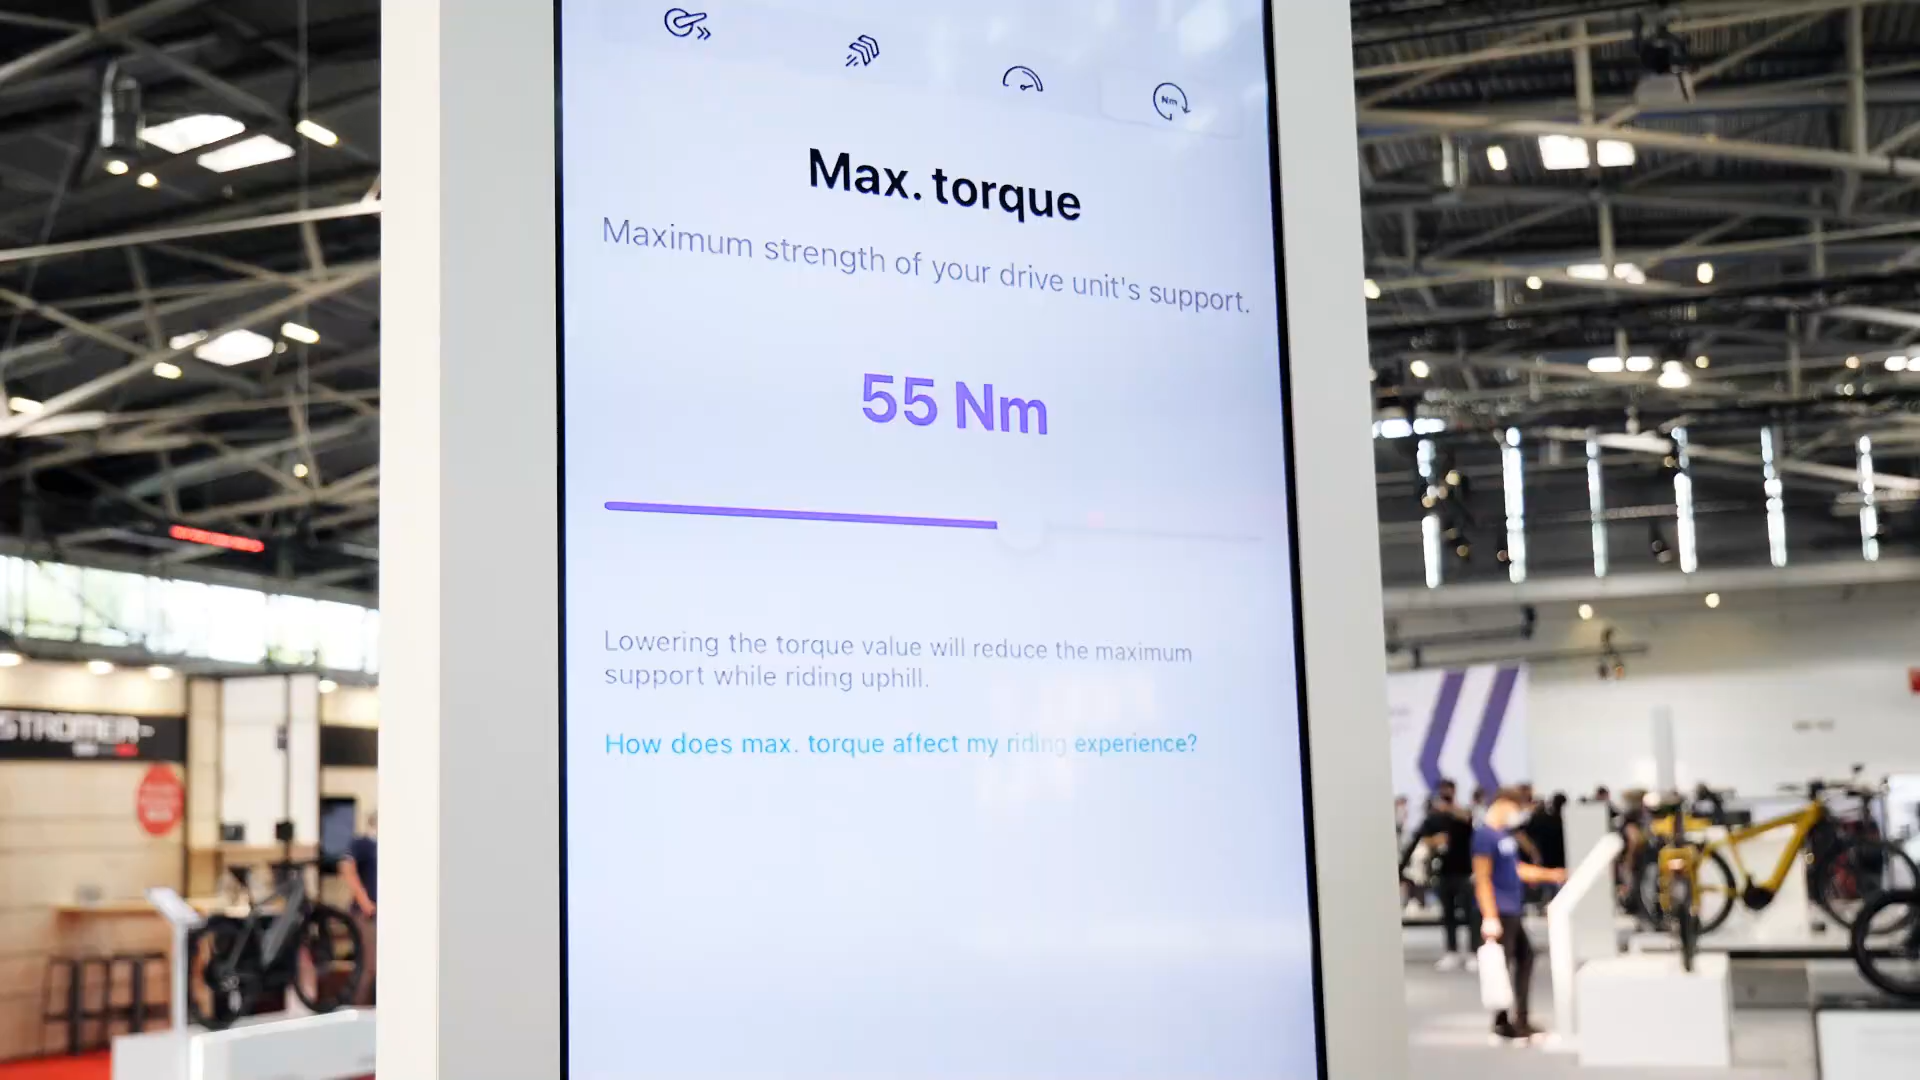 Nm
Max. torque
Maximum strength of your drive unit's support.
55 Nm
Lowering the torque value will reduce the maximum
support while riding uphill.
How does max. torque affect my riding experience?
STROMER